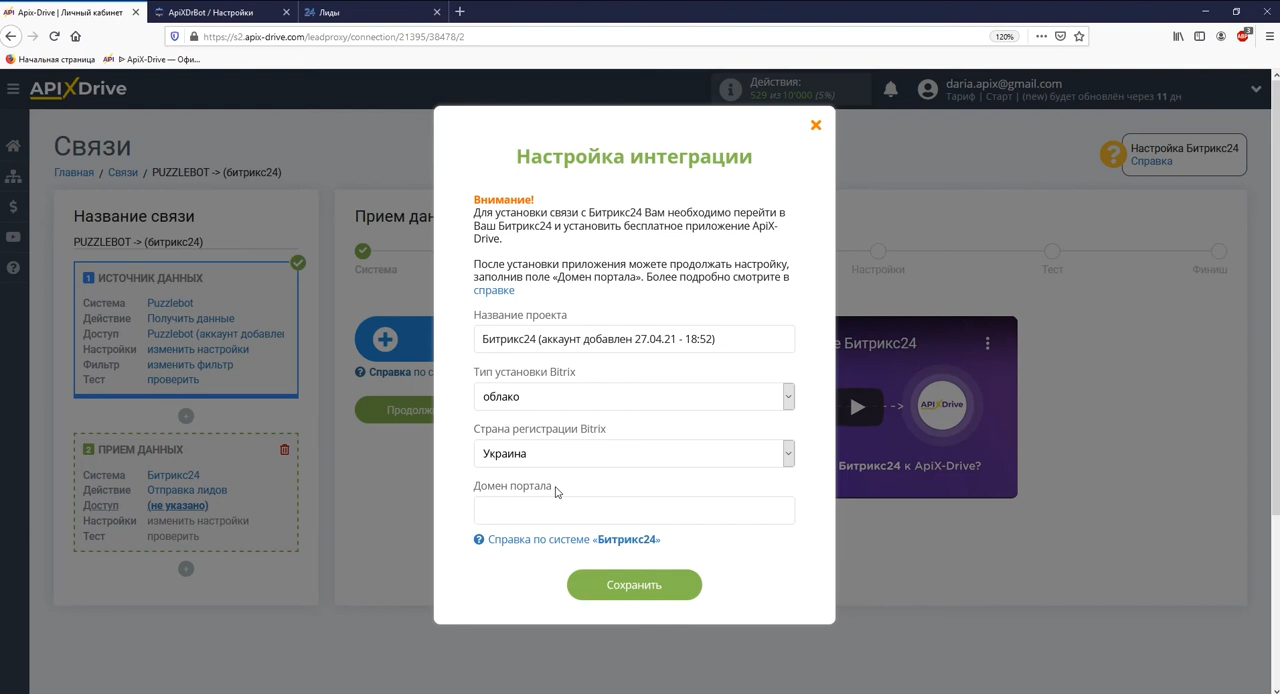 Apix-Drive | Личный кабинет
ApiXDrBot / Настройки
24 Лиды
https://s2.apix-drive.com/leadproxy/connection/21395/38478/2
120%
Начальная страница
API ᐅ ApiX-Drive — Офи...
APIXDrive
Действия:
529 из 10'000 (5%)
daria.apix@gmail.com
Тариф | Старт | (new) будет обновлён через 11 дн
Связи
Главная / Связи / PUZZLEBOT -> (битрикс24)
Настройка Битрикс24
Справка
Название связи
PUZZLEBOT -> (битрикс24)
1 ИСТОЧНИК ДАННЫХ
Система Puzzlebot
Действие Получить данные
Доступ Puzzlebot (аккаунт добавлен
Настройки изменить настройки
Фильтр изменить фильтр
Тест проверить
2 ПРИЕМ ДАННЫХ
Система Битрикс24
Действие Отправка лидов
Доступ (не указано)
Настройки изменить настройки
Тест проверить
Прием дан
Система
Настройки
Тест
Финиш
Справка по с
Продолж
е Битрикс24
APIXDrive
Битрикс24 к ApiX-Drive?
Настройка интеграции
Внимание!
Для установки связи с Битрикс24 Вам необходимо перейти в
Ваш Битрикс24 и установить бесплатное приложение ApiX-
Drive.
После установки приложения можете продолжать настройку,
заполнив поле «Домен портала». Более подробно смотрите в
справке
Название проекта
Битрикс24 (аккаунт добавлен 27.04.21 - 18:52)
Тип установки Bitrix
облако
Страна регистрации Bitrix
Украина
Домен портала
Справка по системе «Битрикс24»
Сохранить